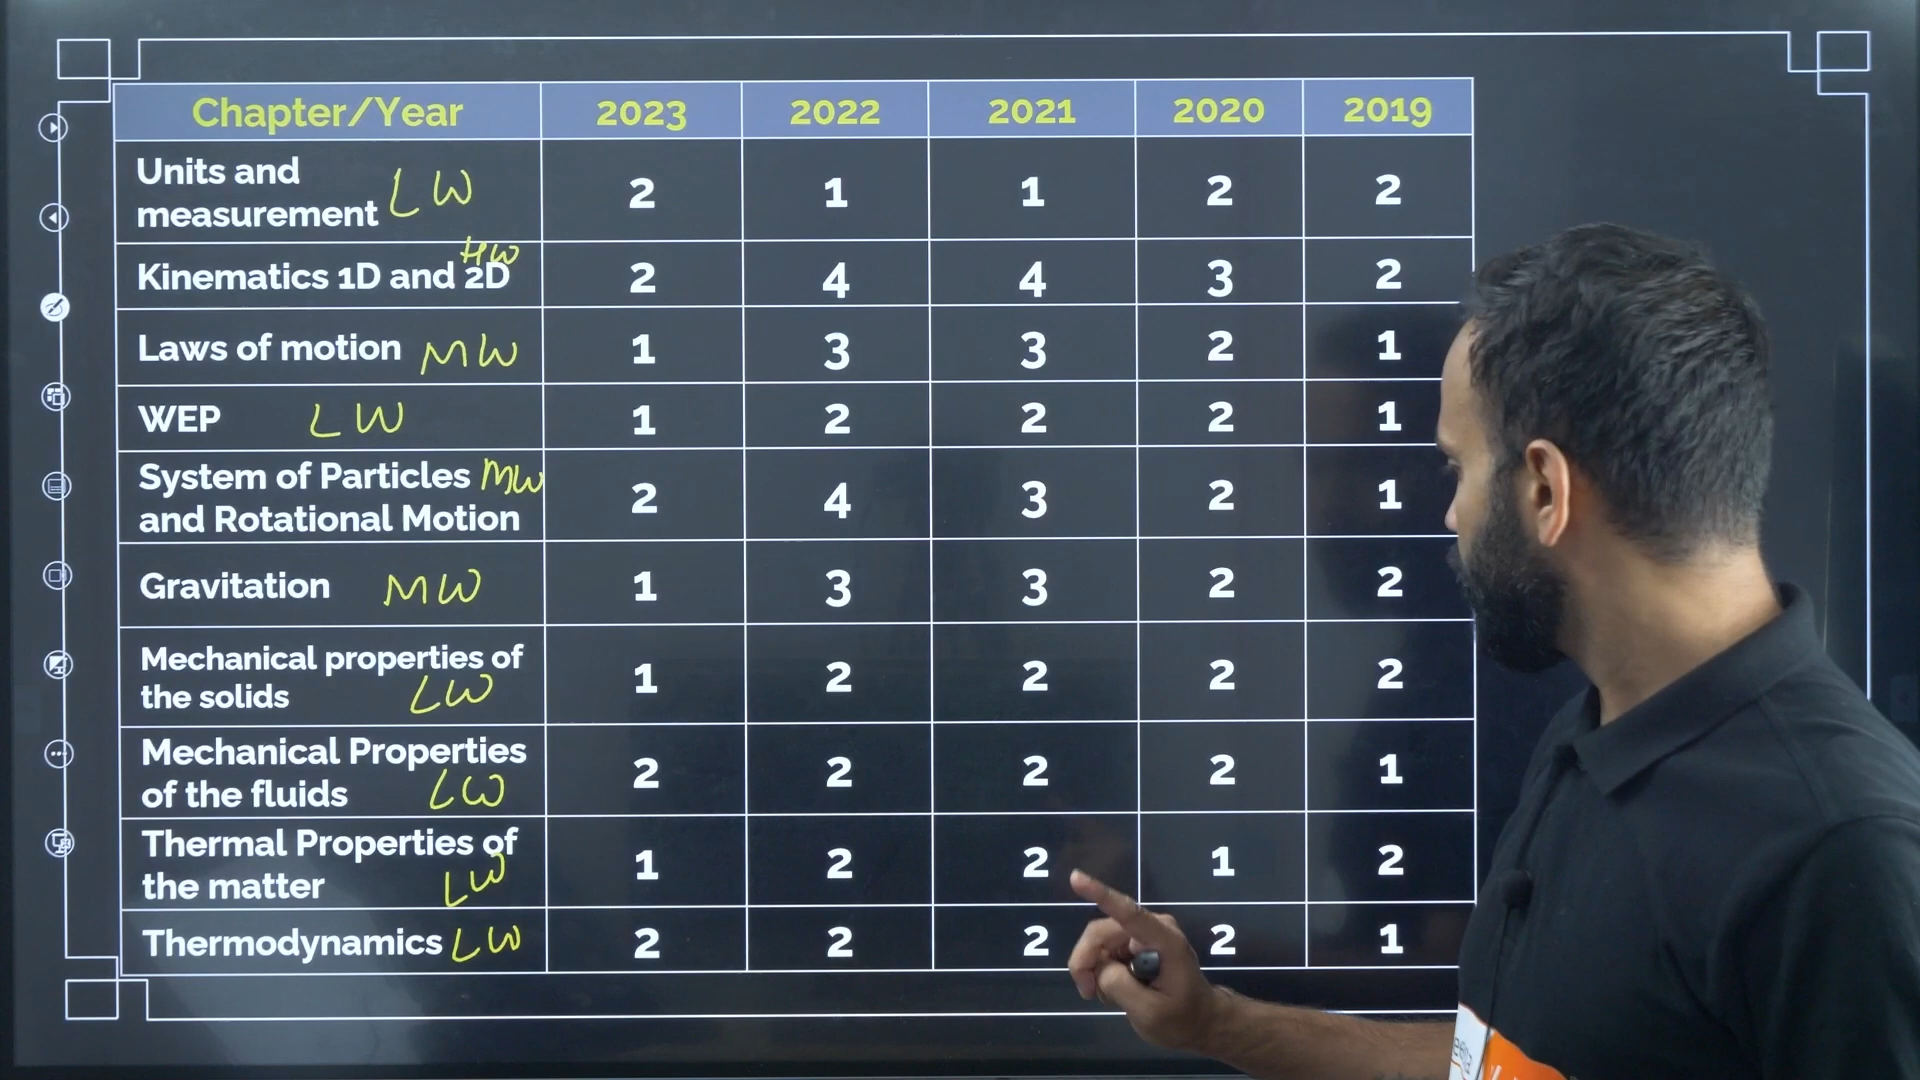 Chapter/Year 2023 2022 2021 2020 2019
Units and
measurement LW 2 1 1 2 2
HW
Kinematics 1D and 2D 2 4 4 3 2
Laws of motion MW 1 3 3 2 1
WEP LW 1 2 2 2 1
System of Particles MW
and Rotational Motion 2 4 3 2 1
Gravitation MW 1 3 3 2 2
Mechanical properties of
the solids LW 1 2 2 2 2
Mechanical Properties
of the fluids LW 2 2 2 2 1
Thermal Properties of
the matter LW 1 2 2 1 2
Thermodynamics LW 2 2 2 2 1